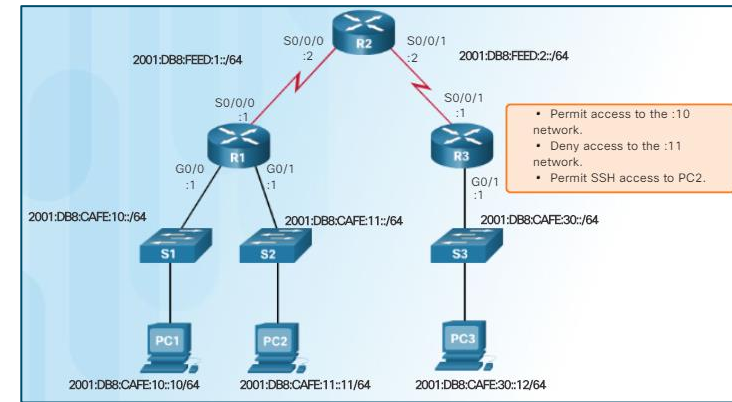 S0/0/0
:2
R2
S0/0/1
:2
2001:DB8:FEED:1::/64
2001:DB8:FEED:2::/64
S0/0/0
:1
S0/0/1
:1
R1
R3
▪ Permit access to the :10
network.
▪ Deny access to the :11
network.
▪ Permit SSH access to PC2.
G0/0
:1
G0/1
:1
G0/1
:1
2001:DB8:CAFE:10::/64
2001:DB8:CAFE:11::/64
2001:DB8:CAFE:30::/64
S1
S2
S3
PC1
PC2
PC3
2001:DB8:CAFE:10::10/64
2001:DB8:CAFE:11::11/64
2001:DB8:CAFE:30::12/64